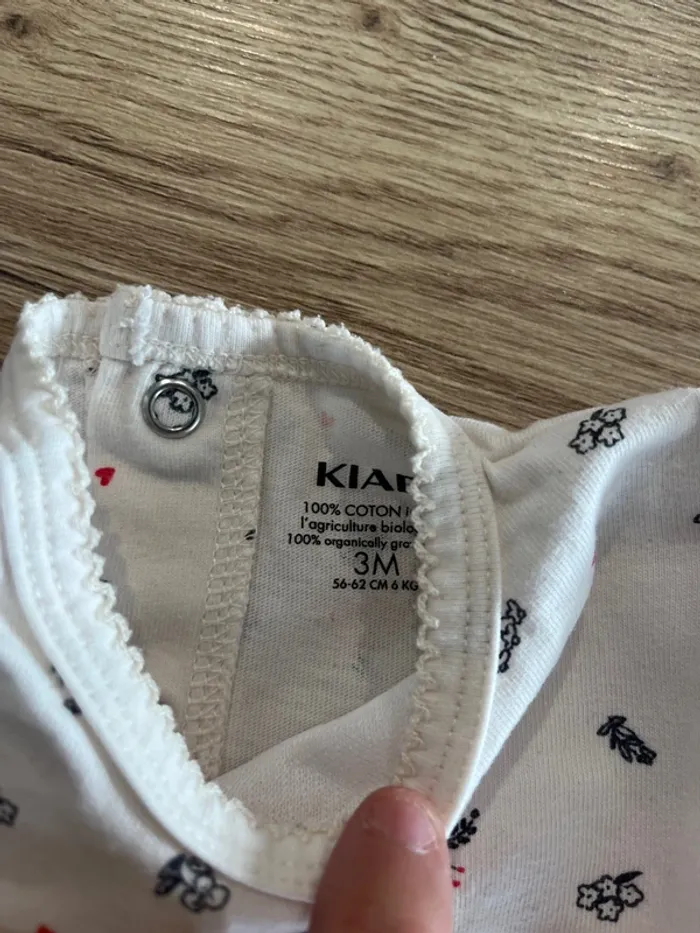 KIAB
100% COTON
l'agriculture biolo
100% organically gro
3M
56-62 CM 6 KG